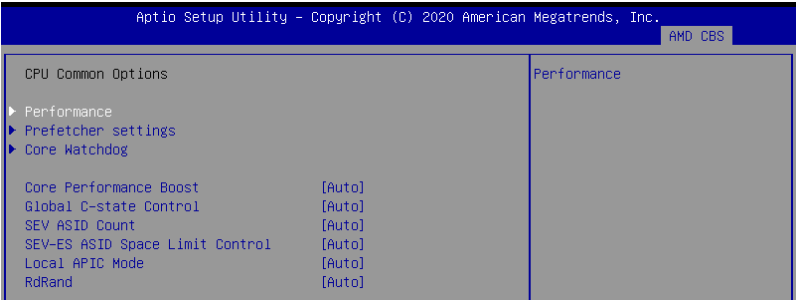 Aptio Setup Utility – Copyright (C) 2020 American Megatrends, Inc.
AMD CBS
CPU Common Options
Performance
Performance
Prefetcher settings
Core Watchdog
Core Performance Boost [Auto]
Global C-state Control [Auto]
SEV ASID Count [Auto]
SEV-ES ASID Space Limit Control [Auto]
Local APIC Mode [Auto]
RdRand [Auto]